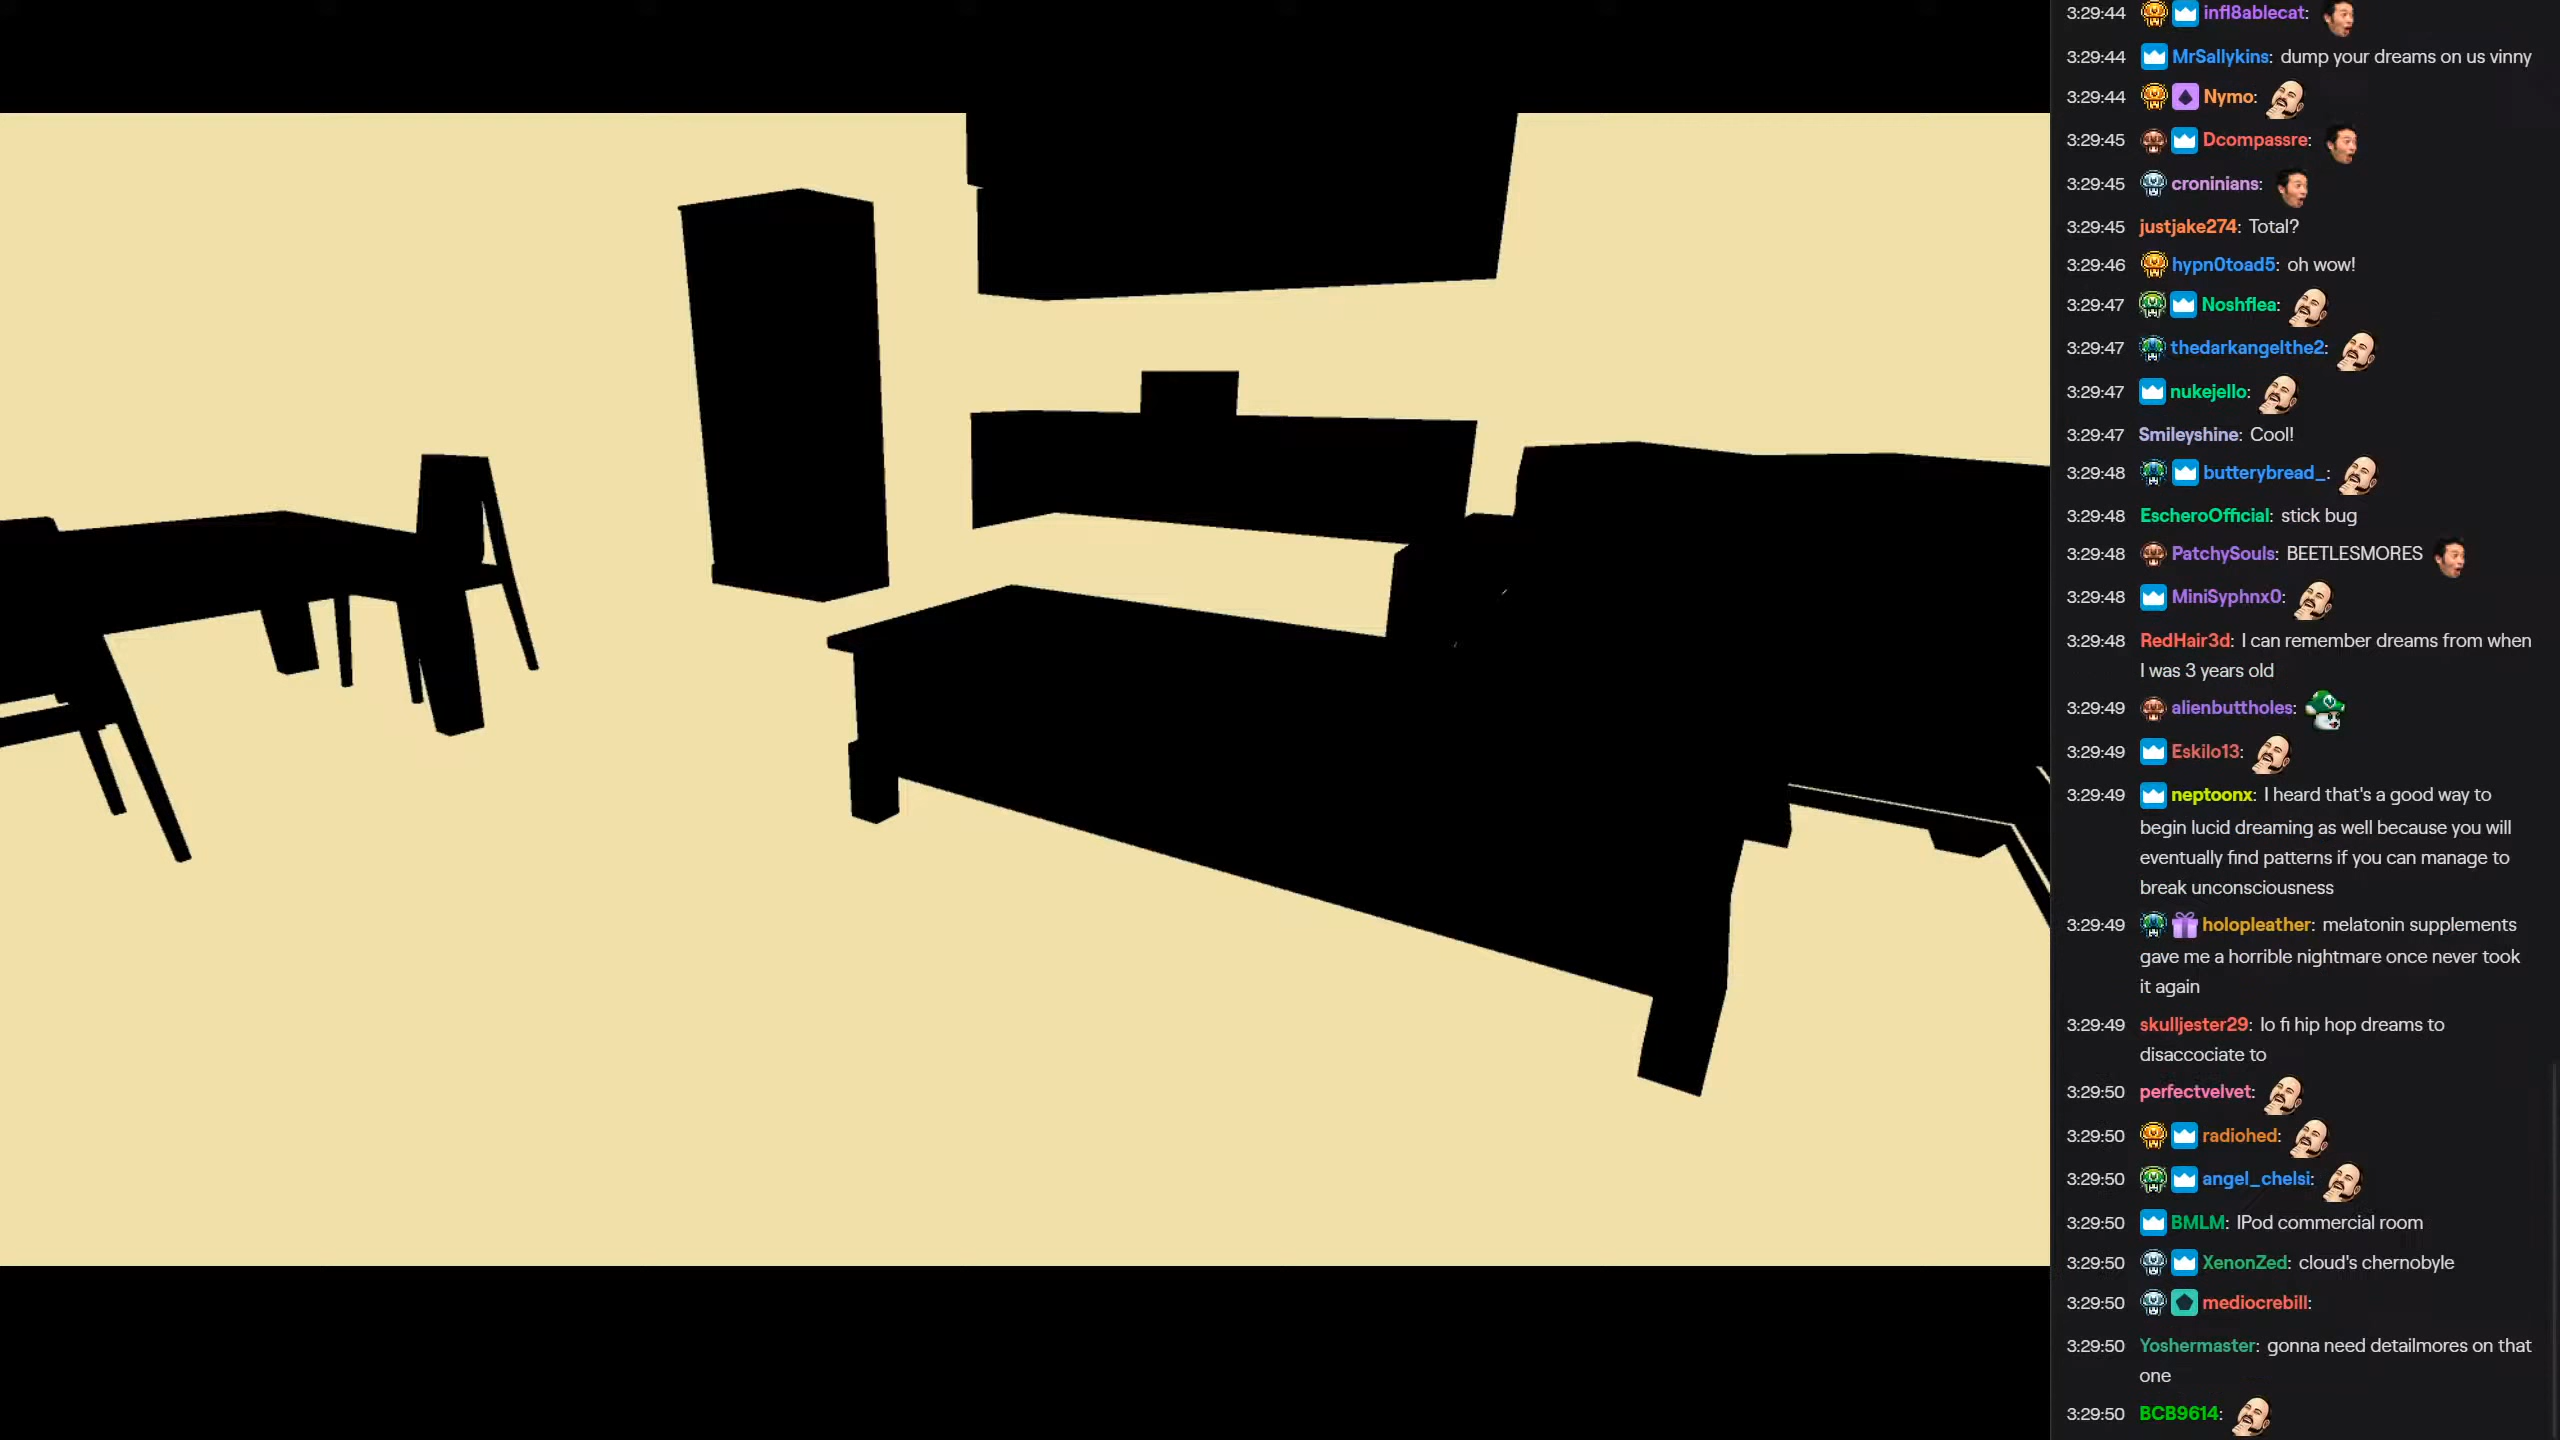 3:29:44 infl8ablecat:
3:29:44 MrSallykins: dump your dreams on us vinny
3:29:44 Nymo:
3:29:45 Dcompassre:
3:29:45 croninians:
3:29:45 justjake274: Total?
3:29:46 hypn0toad5: oh wow!
3:29:47 Noshflea:
3:29:47 thedarkangelthe2:
3:29:47 nukejello:
3:29:47 Smileyshine: Cool!
3:29:48 butterybread_:
3:29:48 EscheroOfficial: stick bug
3:29:48 PatchySouls: BEETLESMORES
3:29:48 MiniSyphnx0:
3:29:48 RedHair3d: I can remember dreams from when
I was 3 years old
3:29:49 alienbuttholes:
3:29:49 Eskilo13:
3:29:49 neptoonx: I heard that's a good way to
begin lucid dreaming as well because you will
eventually find patterns if you can manage to
break unconsciousness
3:29:49 holopleather: melatonin supplements
gave me a horrible nightmare once never took
it again
3:29:49 skulljester29: lo fi hip hop dreams to
disaccociate to
3:29:50 perfectvelvet:
3:29:50 radiohed:
3:29:50 angel_chelsi:
3:29:50 BMLM: IPod commercial room
3:29:50 XenonZed: cloud's chernobyle
3:29:50 mediocrebill:
3:29:50 Yoshermaster: gonna need detailmores on that
one
3:29:50 BCB9614: